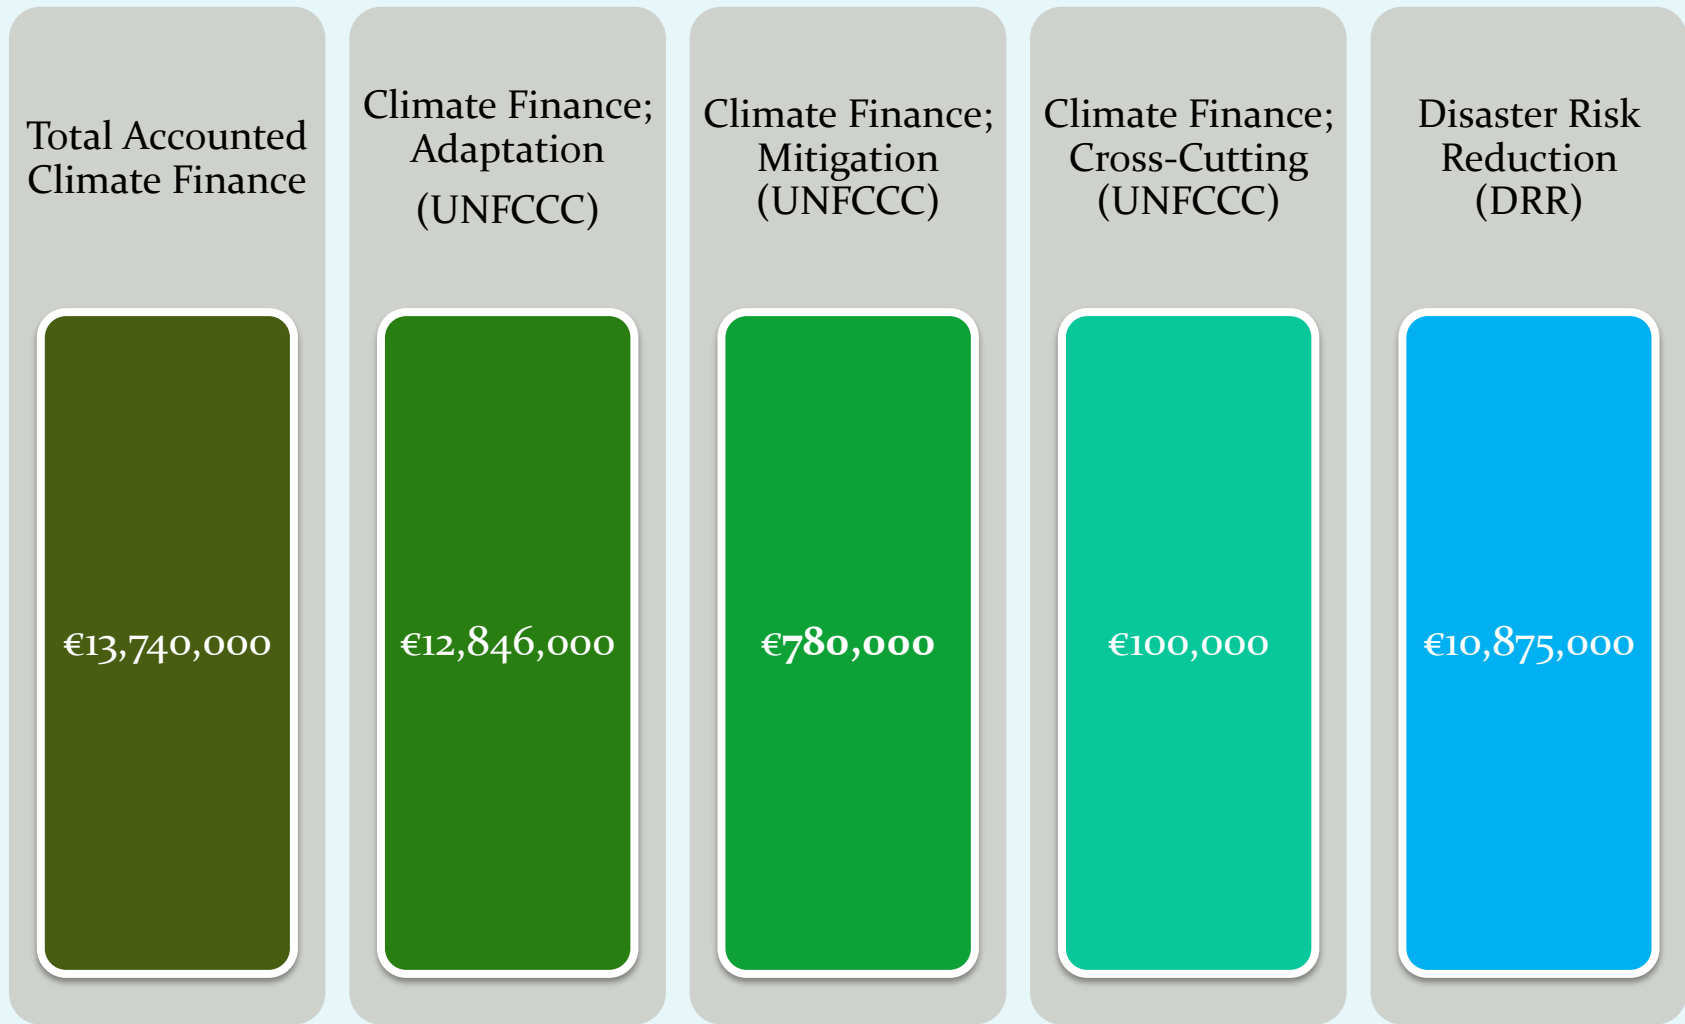 Total Accounted
Climate Finance
€13,740,000
Climate Finance;
Adaptation
(UNFCCC)
€12,846,000
Climate Finance;
Mitigation
(UNFCCC)
€780,000
Climate Finance;
Cross-Cutting
(UNFCCC)
€100,000
Disaster Risk
Reduction
(DRR)
€10,875,000